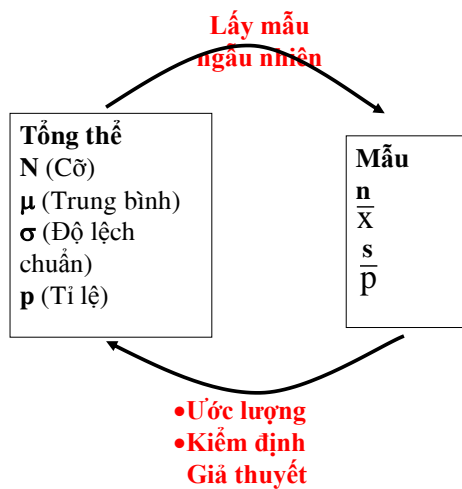 Lấy mẫu
ngẫu nhiên
Tổng thể
N (Cỡ)
μ (Trung bình)
σ (Độ lệch
chuẩn)
p (Tỉ lệ)
Mẫu
n
x̅
s
p̅
•Ước lượng
•Kiểm định
Giả thuyết